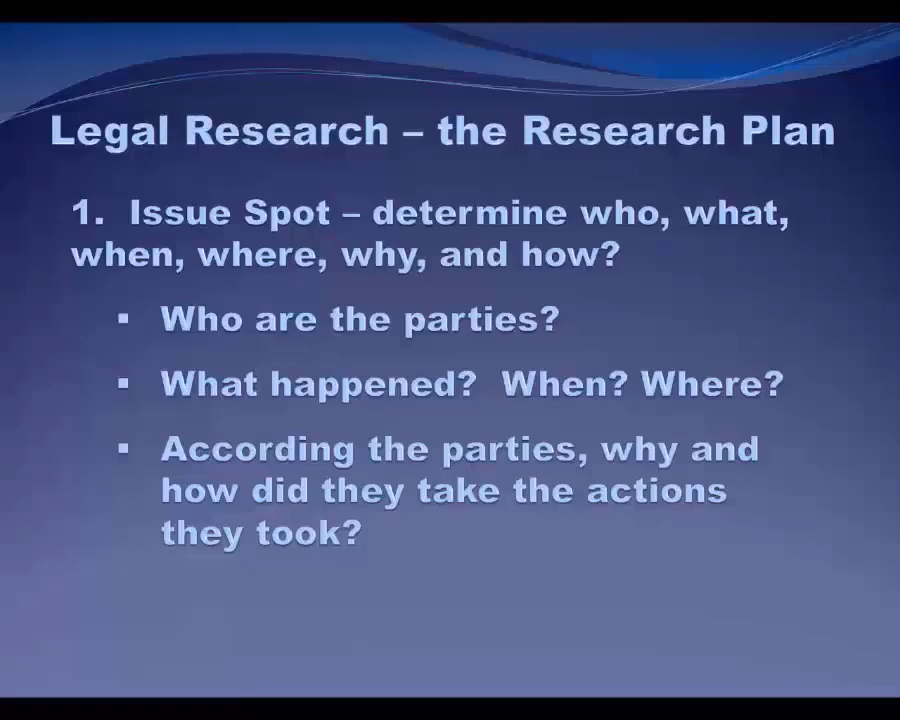 Legal Research – the Research Plan
1. Issue Spot – determine who, what,
when, where, why, and how?
▪ Who are the parties?
▪ What happened? When? Where?
▪ According the parties, why and
how did they take the actions
they took?